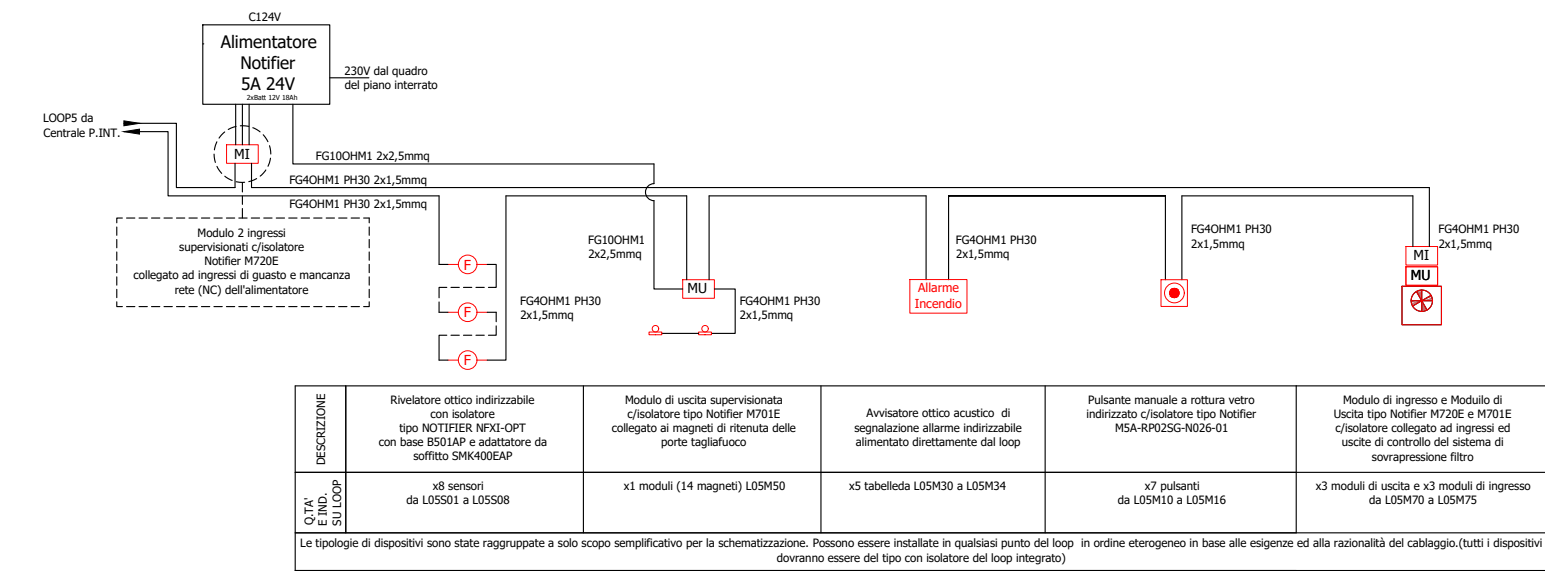 C124V
Alimentatore
Notifier
5A 24V
2xBatt 12V 18Ah
230V dal quadro
del piano interrato
LOOP5 da
Centrale P.INT.
MI
FG10OHM1 2x2,5mmq
FG4OHM1 PH30 2x1,5mmq
FG4OHM1 PH30 2x1,5mmq
Modulo 2 ingressi
supervisionati c/isolatore
Notifier M720E
collegato ad ingressi di guasto e mancanza
rete (NC) dell'alimentatore
F
F
F
FG4OHM1 PH30
2x1,5mmq
FG10OHM1
2x2,5mmq
MU
FG4OHM1 PH30
2x1,5mmq
FG4OHM1 PH30
2x1,5mmq
Allarme
Incendio
FG4OHM1 PH30
2x1,5mmq
FG4OHM1 PH30
2x1,5mmq
MI
MU
DESCRIZIONE
Rivelatore ottico indirizzabile
con isolatore
tipo NOTIFIER NFXI-OPT
con base B501AP e adattatore da
soffitto SMK400EAP
Modulo di uscita supervisionata
c/isolatore tipo Notifier M701E
collegato ai magneti di ritenuta delle
porte tagliafuoco
Avvisatore ottico acustico di
segnalazione allarme indirizzabile
alimentato direttamente dal loop
Pulsante manuale a rottura vetro
indirizzato c/isolatore tipo Notifier
M5A-RP02SG-N026-01
Modulo di ingresso e Moduilo di
Uscita tipo Notifier M720E e M701E
c/isolatore collegato ad ingressi ed
uscite di controllo del sistema di
sovrapressione filtro
Q.TA'
E IND.
SU LOOP
x8 sensori
da L05S01 a L05S08
x1 moduli (14 magneti) L05M50
x5 tabelleda L05M30 a L05M34
x7 pulsanti
da L05M10 a L05M16
x3 moduli di uscita e x3 moduli di ingresso
da L05M70 a L05M75
Le tipologie di dispositivi sono state raggruppate a solo scopo semplificativo per la schematizzazione. Possono essere installate in qualsiasi punto del loop in ordine eterogeneo in base alle esigenze ed alla razionalità del cablaggio.(tutti i dispositivi
dovranno essere del tipo con isolatore del loop integrato)